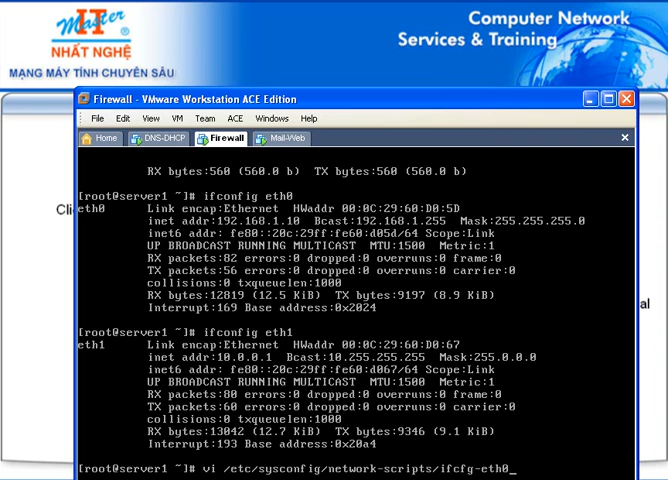 Master
iT
®
NHẤT NGHỆ
MẠNG MÁY TÍNH CHUYÊN SÂU
Computer Network
Services & Training
Firewall - VMware Workstation ACE Edition
File Edit View VM Team ACE Windows Help
Home DNS-DHCP Firewall Mail-Web
RX bytes:560 (560.0 b) TX bytes:560 (560.0 b)
[root@server1 ~]# ifconfig eth0
eth0 Link encap:Ethernet HWaddr 00:0C:29:60:D0:5D
inet addr:192.168.1.10 Bcast:192.168.1.255 Mask:255.255.255.0
inet6 addr: fe80::20c:29ff:fe60:d05d/64 Scope:Link
UP BROADCAST RUNNING MULTICAST MTU:1500 Metric:1
RX packets:82 errors:0 dropped:0 overruns:0 frame:0
TX packets:56 errors:0 dropped:0 overruns:0 carrier:0
collisions:0 txqueuelen:1000
RX bytes:12819 (12.5 KiB) TX bytes:9197 (8.9 KiB)
Interrupt:169 Base address:0x2024
[root@server1 ~]# ifconfig eth1
eth1 Link encap:Ethernet HWaddr 00:0C:29:60:D0:67
inet addr:10.0.0.1 Bcast:10.255.255.255 Mask:255.0.0.0
inet6 addr: fe80::20c:29ff:fe60:d067/64 Scope:Link
UP BROADCAST RUNNING MULTICAST MTU:1500 Metric:1
RX packets:80 errors:0 dropped:0 overruns:0 frame:0
TX packets:60 errors:0 dropped:0 overruns:0 carrier:0
collisions:0 txqueuelen:1000
RX bytes:13042 (12.7 KiB) TX bytes:9346 (9.1 KiB)
Interrupt:193 Base address:0x20a4
[root@server1 ~]# vi /etc/sysconfig/network-scripts/ifcfg-eth0_